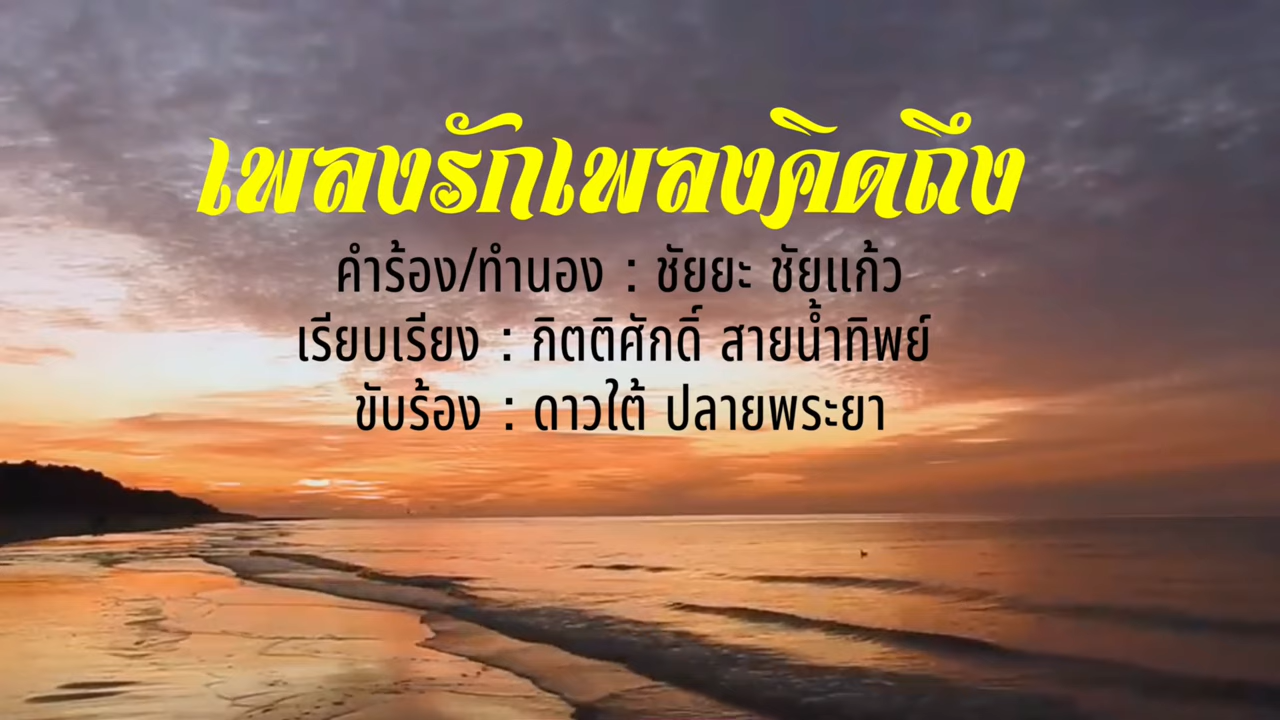 เพลงรักเพลงคิดถึง
คำร้อง/ทำนอง : ชัยยะ ชัยแก้ว
เรียบเรียง : กิตติศักดิ์ สายน้ำทิพย์
ขับร้อง : ดาวใต้ ปลายพระยา